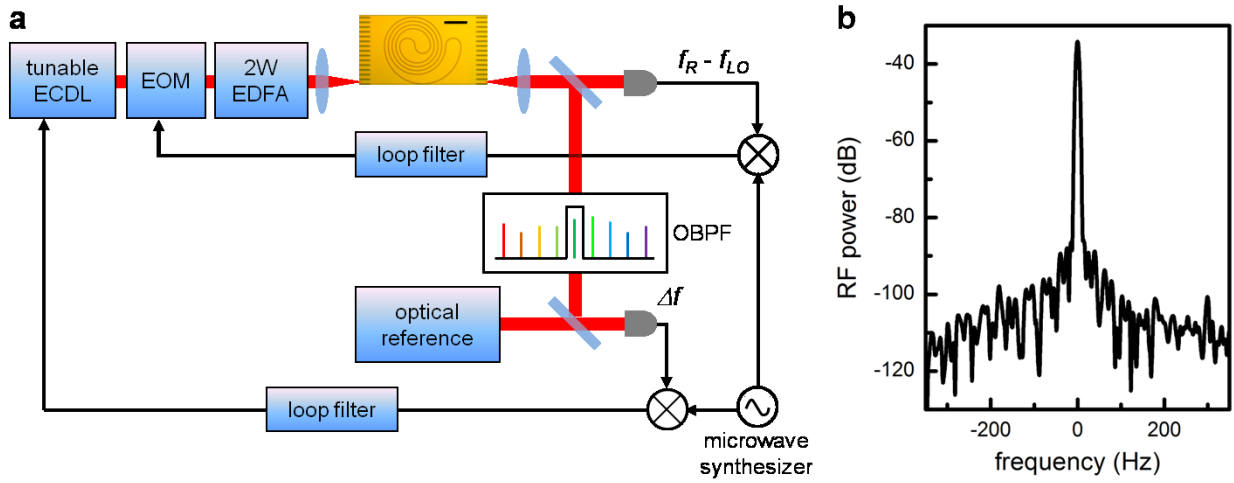 a
tunable
ECDL
EOM
2W
EDFA
f_R - f_LO
loop filter
OBPF
optical
reference
Δf
loop filter
microwave
synthesizer
b
-40
-60
-80
-100
-120
RF power (dB)
-200
0
200
frequency (Hz)